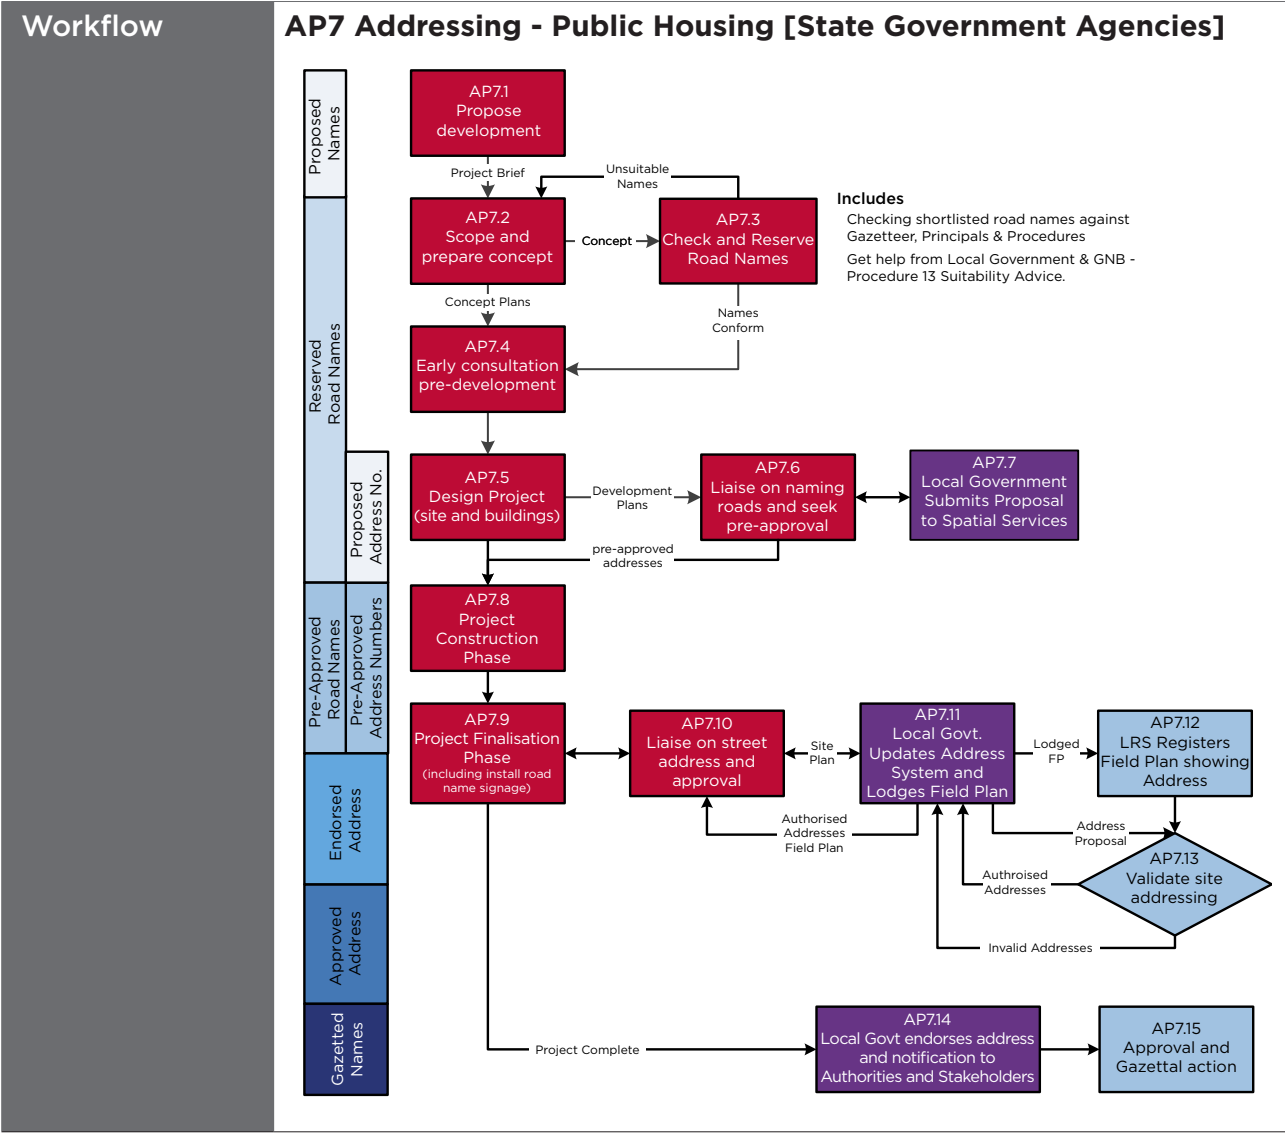 Workflow
AP7 Addressing - Public Housing [State Government Agencies]
Proposed
Names
Reserved
Road Names
Proposed
Address No.
Pre-Approved
Road Names
Pre-Approved
Address Numbers
Endorsed
Address
Approved
Address
Gazetted
Names
AP7.1
Propose
development
Project Brief
Unsuitable
Names
AP7.2
Scope and
prepare concept
Concept
AP7.3
Check and Reserve
Road Names
Includes
Checking shortlisted road names against
Gazetteer, Principals & Procedures
Get help from Local Government & GNB -
Procedure 13 Suitability Advice.
Concept Plans
Names
Conform
AP7.4
Early consultation
pre-development
AP7.5
Design Project
(site and buildings)
Development
Plans
AP7.6
Liaise on naming
roads and seek
pre-approval
AP7.7
Local Government
Submits Proposal
to Spatial Services
pre-approved
addresses
AP7.8
Project
Construction
Phase
AP7.9
Project Finalisation
Phase
(including install road
name signage)
AP7.10
Liaise on street
address and
approval
Site
Plan
AP7.11
Local Govt.
Updates Address
System and
Lodges Field Plan
Lodged
FP
AP7.12
LRS Registers
Field Plan showing
Address
Authorised
Addresses
Field Plan
Address
Proposal
AP7.13
Validate site
addressing
Authroised
Addresses
Invalid Addresses
Project Complete
AP7.14
Local Govt endorses address
and notification to
Authorities and Stakeholders
AP7.15
Approval and
Gazettal action